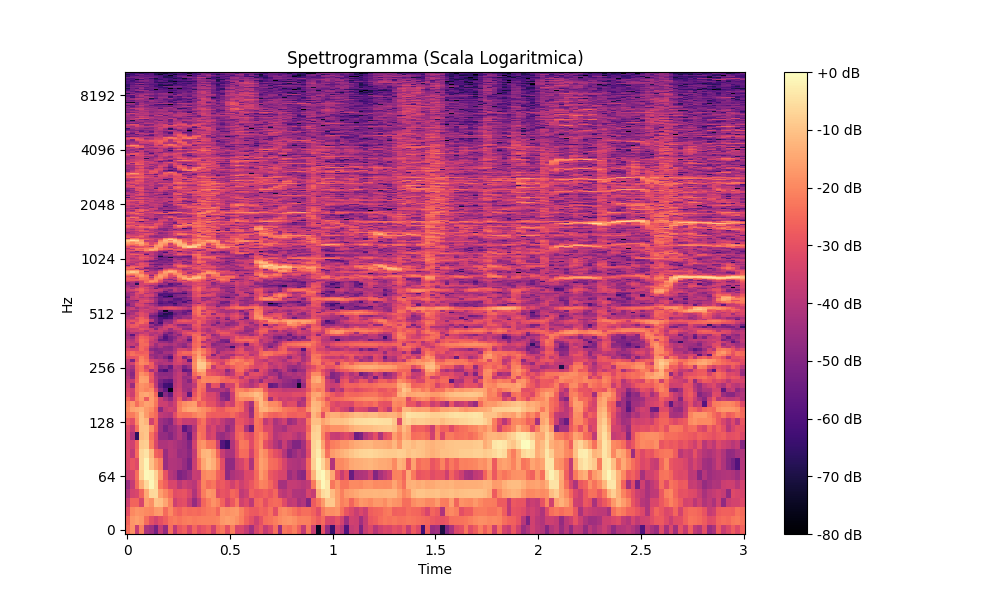 Spettrogramma (Scala Logaritmica)
Hz
8192
4096
2048
1024
512
256
128
64
0
0 0.5 1 1.5 2 2.5 3
Time
+0 dB
-10 dB
-20 dB
-30 dB
-40 dB
-50 dB
-60 dB
-70 dB
-80 dB